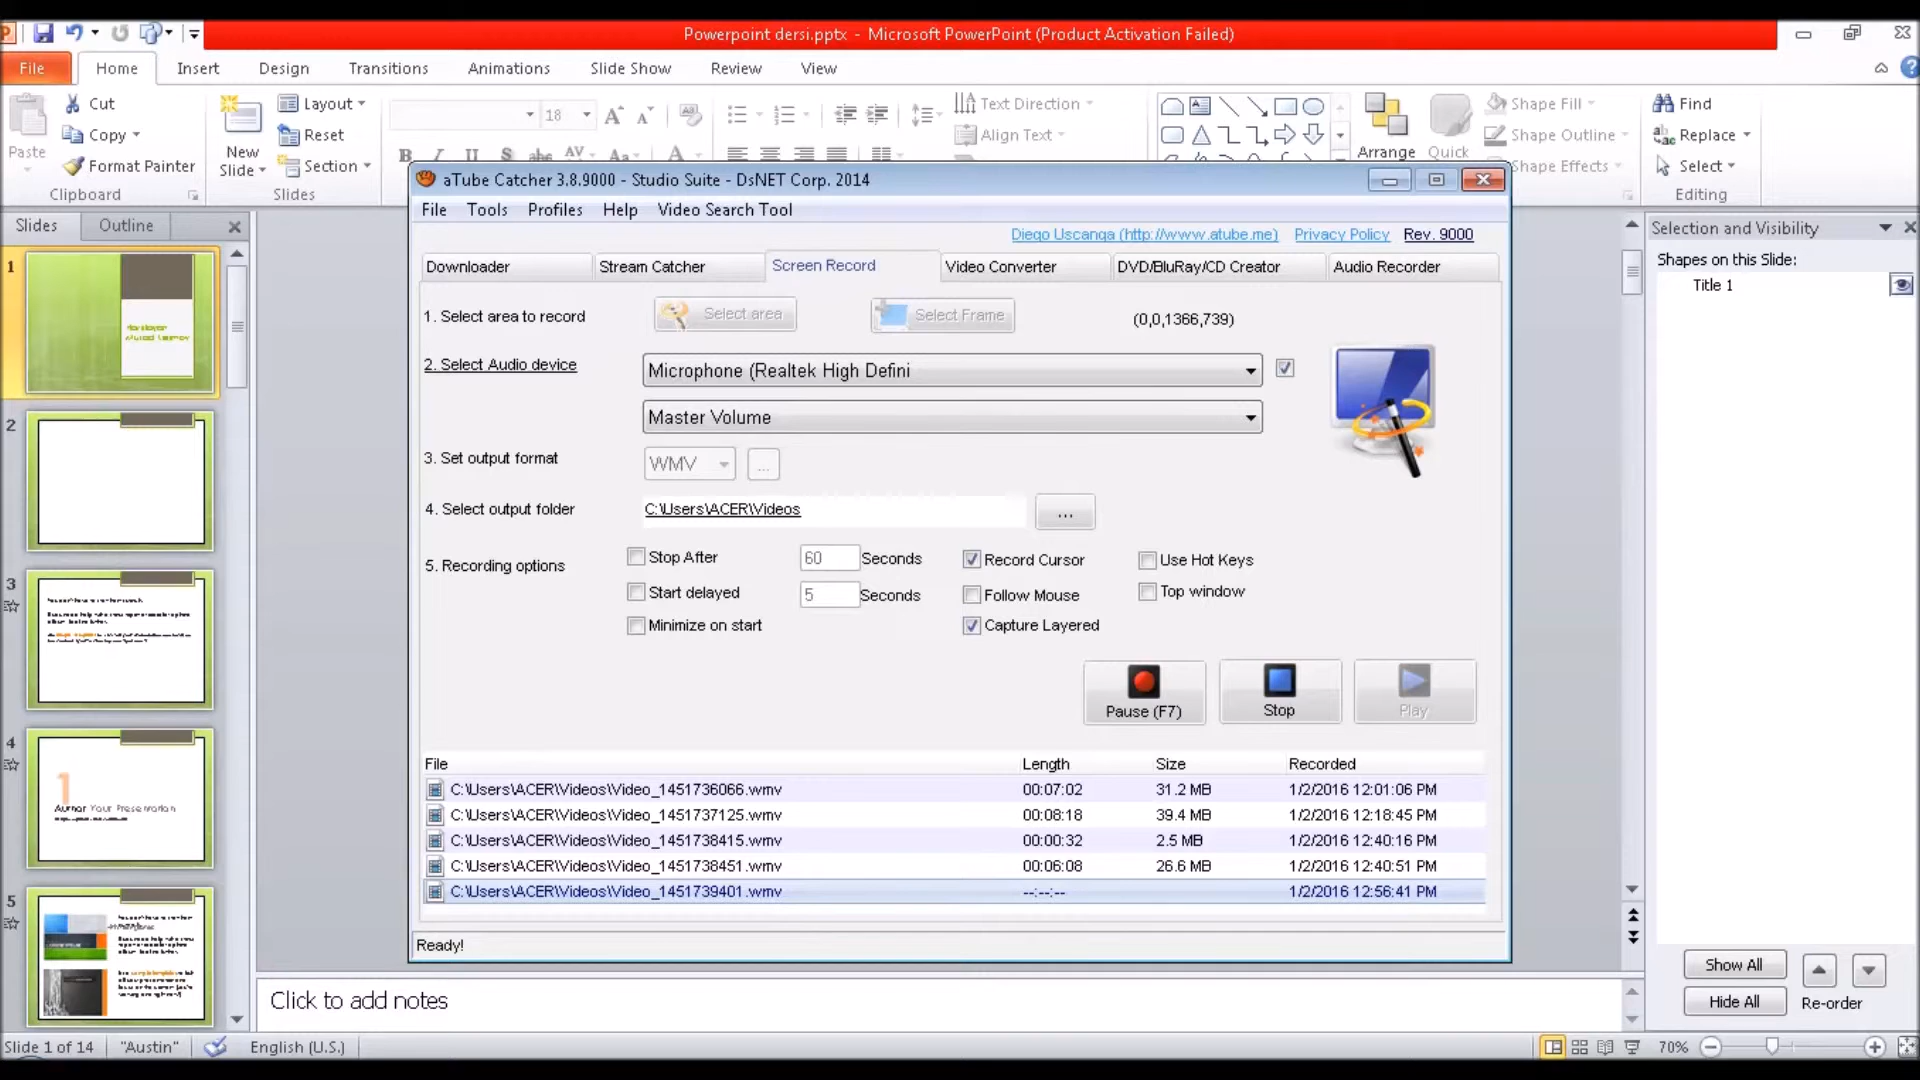 Powerpoint dersi.pptx - Microsoft PowerPoint (Product Activation Failed)
File Home Insert Design Transitions Animations Slide Show Review View
Paste
Cut
Copy
Format Painter
Clipboard
New
Slide
Layout
Reset
Section
Slides
18
Text Direction
Align Text
Arrange
Quick
Shape Fill
Shape Outline
Shape Effects
Find
Replace
Select
Editing
Slides Outline
1
2
3
4
5
aTube Catcher 3.8.9000 - Studio Suite - DsNET Corp. 2014
File Tools Profiles Help Video Search Tool
Diego Uscanga (http://www.atube.me) Privacy Policy Rev. 9000
Downloader Stream Catcher Screen Record Video Converter DVD/BluRay/CD Creator Audio Recorder
1. Select area to record Select area Select Frame (0,0,1366,739)
2. Select Audio device Microphone (Realtek High Defini
Master Volume
3. Set output format WMV ...
4. Select output folder C:\Users\ACER\Videos ...
5. Recording options
Stop After 60 Seconds Record Cursor Use Hot Keys
Start delayed 5 Seconds Follow Mouse Top window
Minimize on start Capture Layered
Pause (F7) Stop Play
File Length Size Recorded
C:\Users\ACER\Videos\Video_1451736066.wmv 00:07:02 31.2 MB 1/2/2016 12:01:06 PM
C:\Users\ACER\Videos\Video_1451737125.wmv 00:08:18 39.4 MB 1/2/2016 12:18:45 PM
C:\Users\ACER\Videos\Video_1451738415.wmv 00:00:32 2.5 MB 1/2/2016 12:40:16 PM
C:\Users\ACER\Videos\Video_1451738451.wmv 00:06:08 26.6 MB 1/2/2016 12:40:51 PM
C:\Users\ACER\Videos\Video_1451739401.wmv --:--:-- 1/2/2016 12:56:41 PM
Ready!
Selection and Visibility
Shapes on this Slide:
Title 1
Show All
Hide All
Re-order
Click to add notes
Slide 1 of 14 "Austin" English (U.S.) 70%